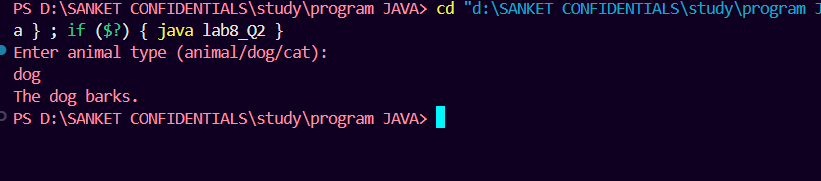 PS D:\SANKET CONFIDENTIALS\study\program JAVA> cd "d:\SANKET CONFIDENTIALS\study\program J
a } ; if ($?) { java lab8_Q2 }
Enter animal type (animal/dog/cat):
dog
The dog barks.
PS D:\SANKET CONFIDENTIALS\study\program JAVA>